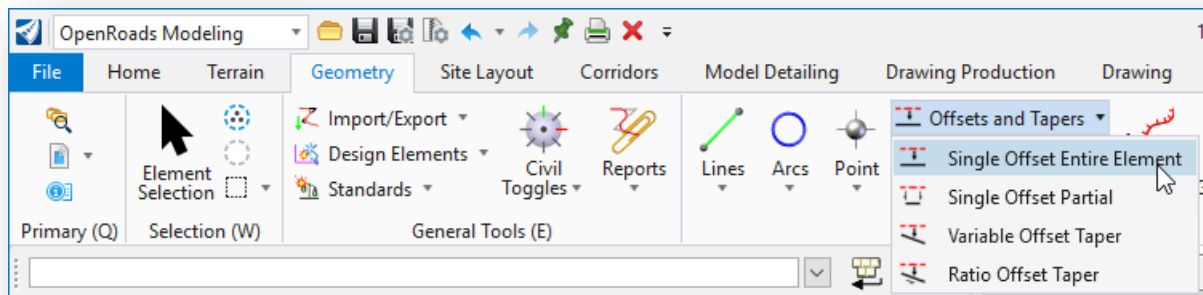 OpenRoads Modeling
File Home Terrain Geometry Site Layout Corridors Model Detailing Drawing Production Drawing
Import/Export
Design Elements
Standards
Element
Selection
Civil
Toggles
Reports
Lines
Arcs
Point
Offsets and Tapers
Single Offset Entire Element
Single Offset Partial
Variable Offset Taper
Ratio Offset Taper
Primary (Q) Selection (W) General Tools (E)